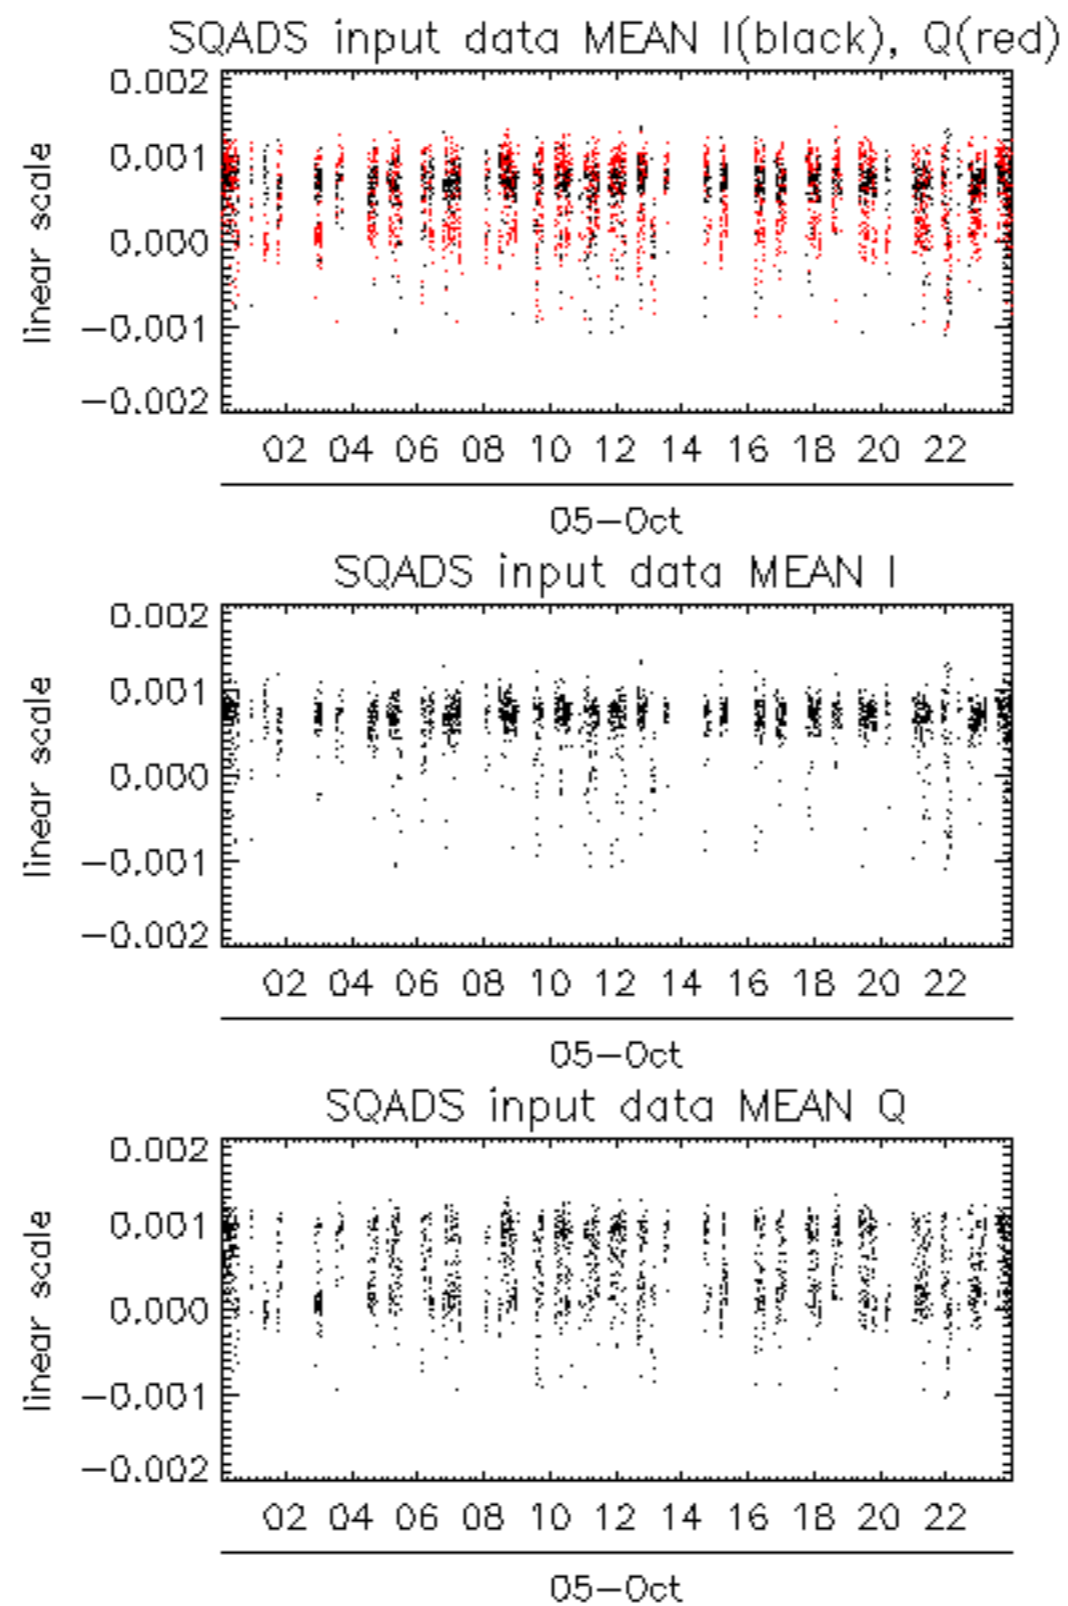 SQADS input data MEAN I(black), Q(red)
0.002
0.001
0.000
−0.001
−0.002
linear scale
02 04 06 08 10 12 14 16 18 20 22
05−Oct
SQADS input data MEAN I
0.002
0.001
0.000
−0.001
−0.002
linear scale
02 04 06 08 10 12 14 16 18 20 22
05−Oct
SQADS input data MEAN Q
0.002
0.001
0.000
−0.001
−0.002
linear scale
02 04 06 08 10 12 14 16 18 20 22
05−Oct